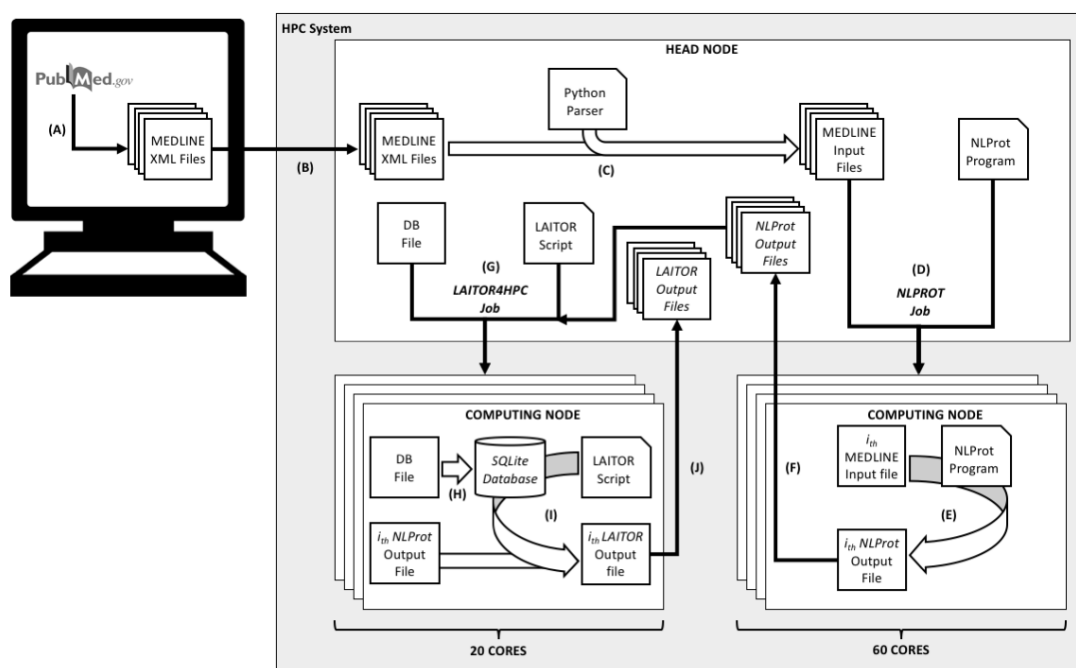 HPC System
HEAD NODE
PubMed.gov
(A)
MEDLINE
XML Files
(B)
MEDLINE
XML Files
Python
Parser
(C)
MEDLINE
Input
Files
NLProt
Program
DB
File
LAITOR
Script
(G)
LAITOR4HPC
Job
LAITOR
Output
Files
NLProt
Output
Files
(D)
NLPROT
Job
COMPUTING NODE
DB
File
(H)
SQLite
Database
LAITOR
Script
(I)
ith NLProt
Output
File
ith LAITOR
Output
file
(J)
20 CORES
COMPUTING NODE
ith
MEDLINE
Input file
NLProt
Program
(E)
(F)
ith NLProt
Output
File
60 CORES